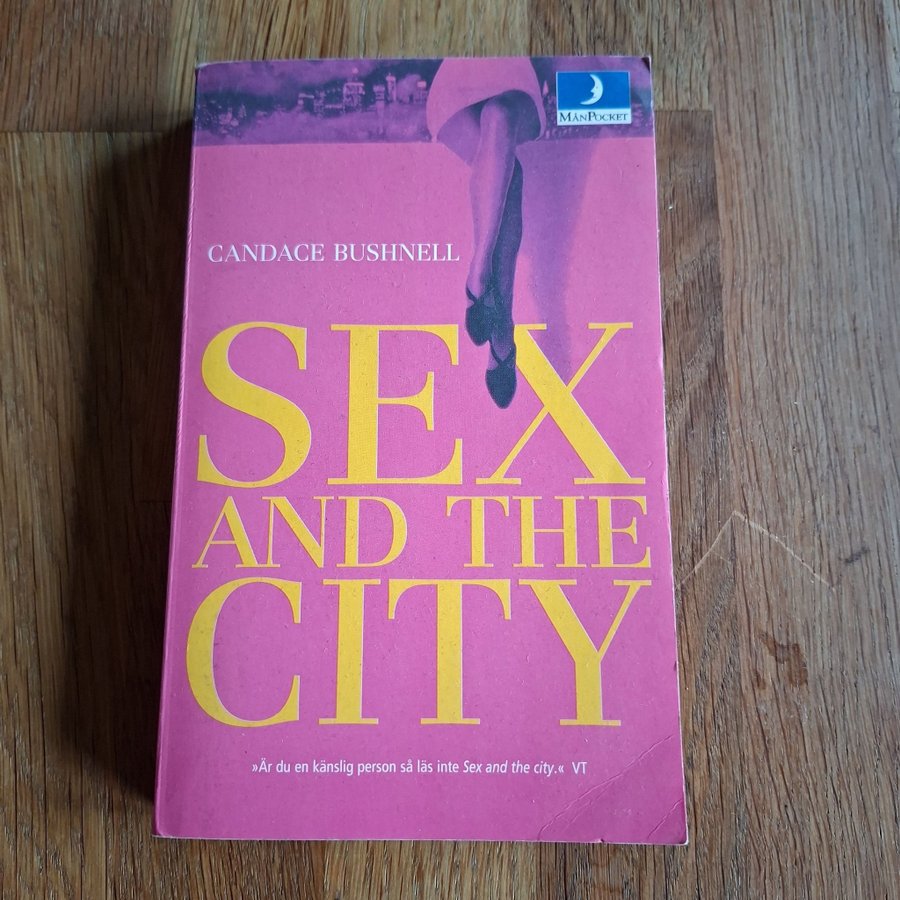 MÅNPOCKET
CANDACE BUSHNELL
SEX
AND THE
CITY
»Är du en känslig person så läs inte Sex and the city.« VT